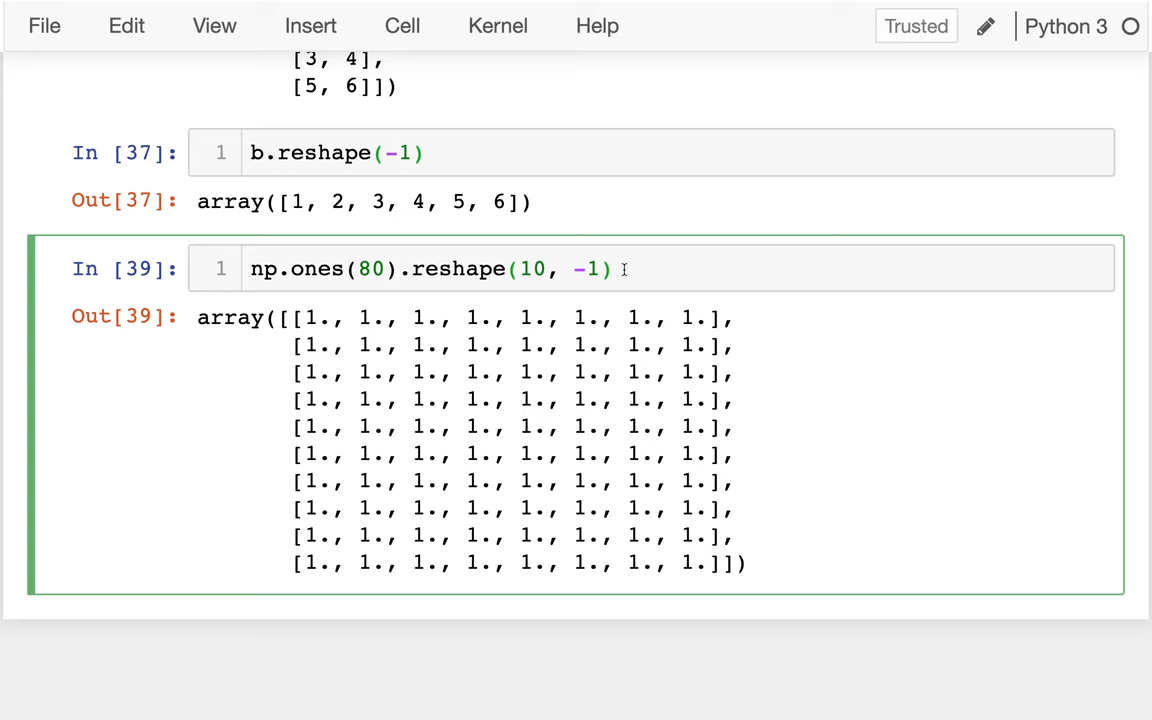 File Edit View Insert Cell Kernel Help Trusted Python 3
[3, 4],
[5, 6]])
In [37]: 1 b.reshape(-1)
Out[37]: array([1, 2, 3, 4, 5, 6])
In [39]: 1 np.ones(80).reshape(10, -1)
Out[39]: array([[1., 1., 1., 1., 1., 1., 1., 1.],
[1., 1., 1., 1., 1., 1., 1., 1.],
[1., 1., 1., 1., 1., 1., 1., 1.],
[1., 1., 1., 1., 1., 1., 1., 1.],
[1., 1., 1., 1., 1., 1., 1., 1.],
[1., 1., 1., 1., 1., 1., 1., 1.],
[1., 1., 1., 1., 1., 1., 1., 1.],
[1., 1., 1., 1., 1., 1., 1., 1.],
[1., 1., 1., 1., 1., 1., 1., 1.],
[1., 1., 1., 1., 1., 1., 1., 1.]])